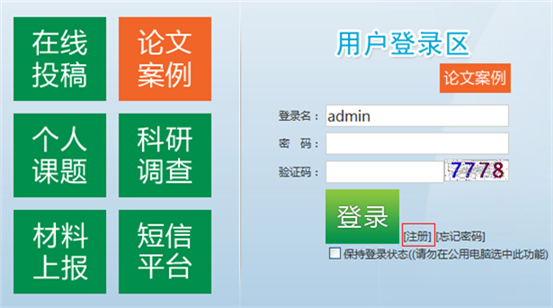 在线
投稿
论文
案例
个人
课题
科研
调查
材料
上报
短信
平台
用户登录区
论文案例
登录名： admin
密　码：
验证码： 7778
登录 [注册] [忘记密码]
保持登录状态((请勿在公用电脑选中此功能)